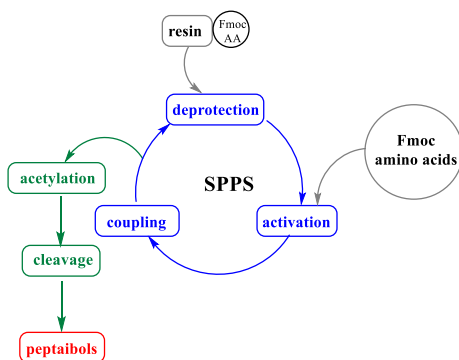 resin
Fmoc
AA
deprotection
Fmoc
amino acids
SPPS
acetylation
coupling
activation
cleavage
peptaibols